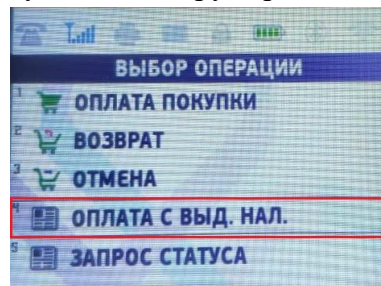 ВЫБОР ОПЕРАЦИИ
1 ОПЛАТА ПОКУПКИ
2 ВОЗВРАТ
3 ОТМЕНА
4 ОПЛАТА С ВЫД. НАЛ.
5 ЗАПРОС СТАТУСА